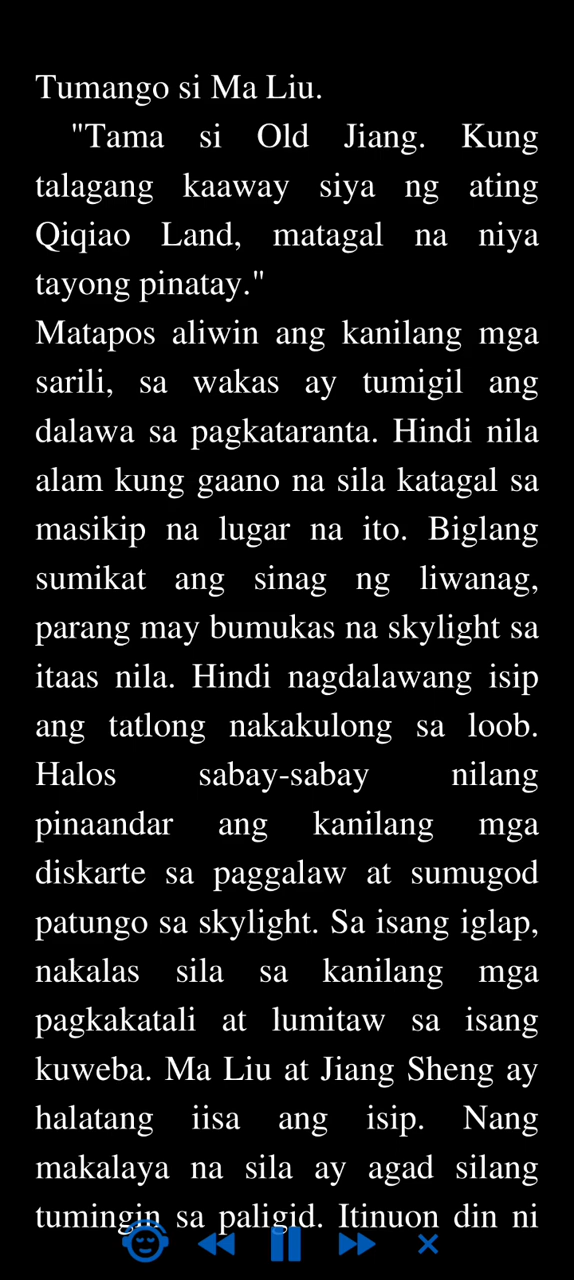 Tumango si Ma Liu.
"Tama si Old Jiang. Kung
talagang kaaway siya ng ating
Qiqiao Land, matagal na niya
tayong pinatay."
Matapos aliwin ang kanilang mga
sarili, sa wakas ay tumigil ang
dalawa sa pagkataranta. Hindi nila
alam kung gaano na sila katagal sa
masikip na lugar na ito. Biglang
sumikat ang sinag ng liwanag,
parang may bumukas na skylight sa
itaas nila. Hindi nagdalawang isip
ang tatlong nakakulong sa loob.
Halos sabay-sabay nilang
pinaandar ang kanilang mga
diskarte sa paggalaw at sumugod
patungo sa skylight. Sa isang iglap,
nakalas sila sa kanilang mga
pagkakatali at lumitaw sa isang
kuweba. Ma Liu at Jiang Sheng ay
halatang iisa ang isip. Nang
makalaya na sila ay agad silang
tumingin sa paligid. Itinuon din ni